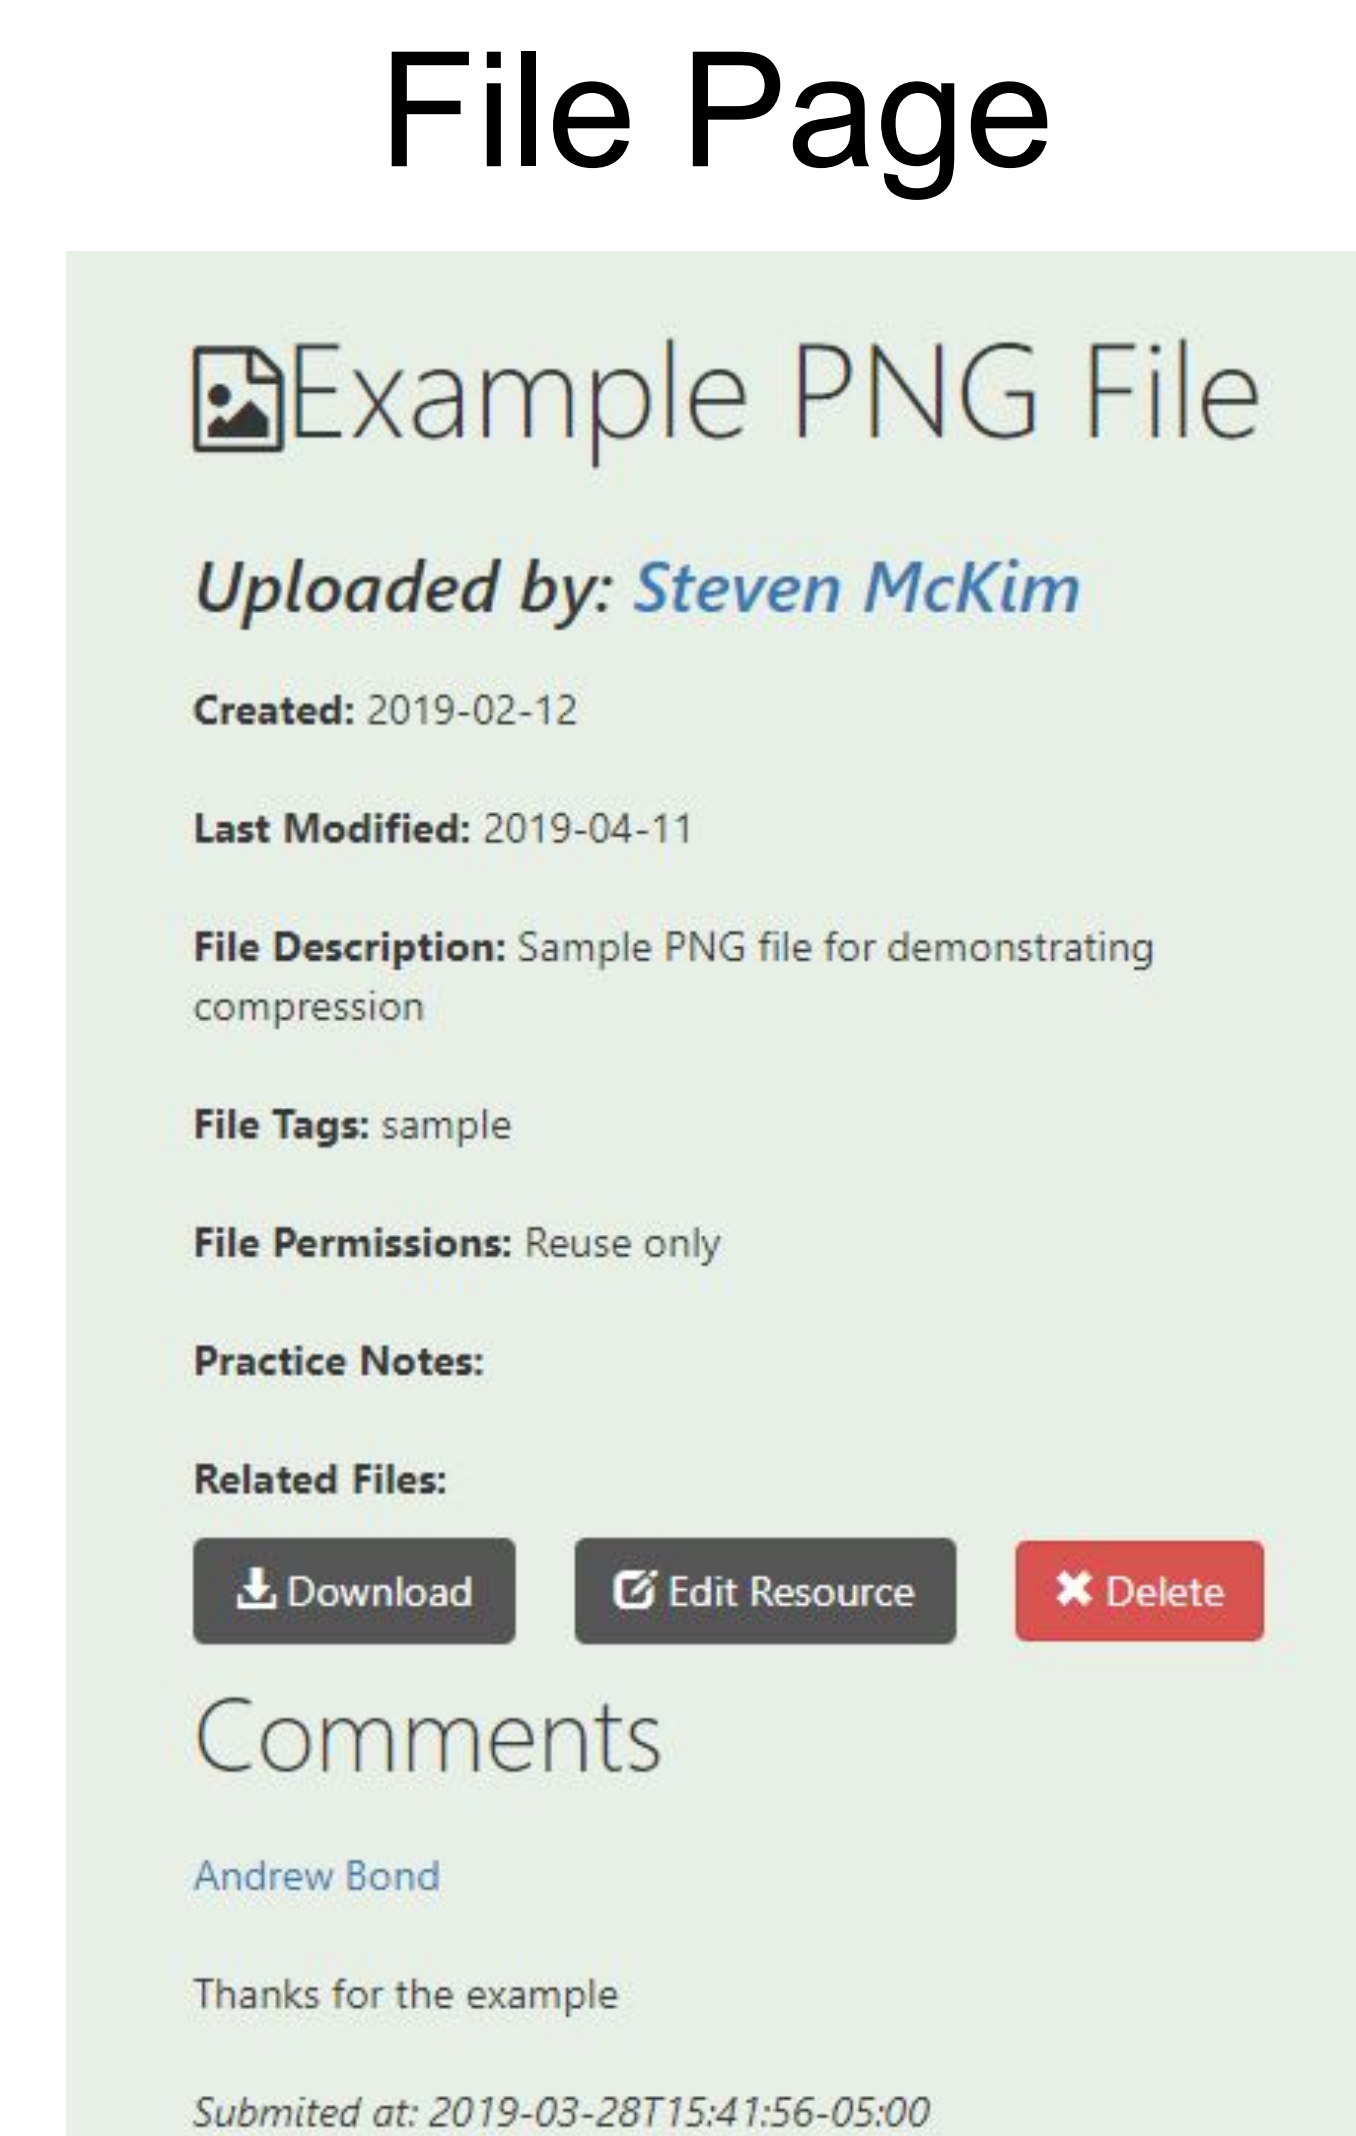 File Page
Example PNG File
Uploaded by: Steven McKim
Created: 2019-02-12
Last Modified: 2019-04-11
File Description: Sample PNG file for demonstrating
compression
File Tags: sample
File Permissions: Reuse only
Practice Notes:
Related Files:
Download Edit Resource Delete
Comments
Andrew Bond
Thanks for the example
Submited at: 2019-03-28T15:41:56-05:00